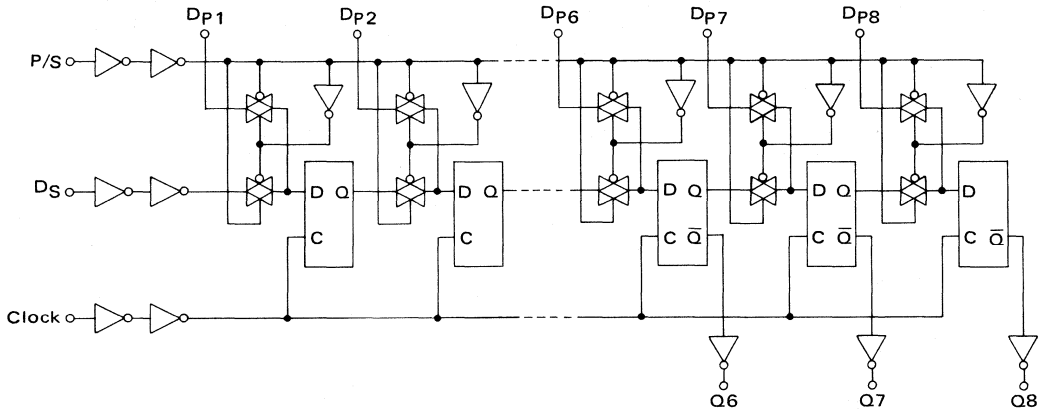 DP1 DP2 DP6 DP7 DP8
P/S
DS
D Q D Q D Q D Q D
C C C Q̅ C Q̅ C Q̅
Clock
Q6 Q7 Q8